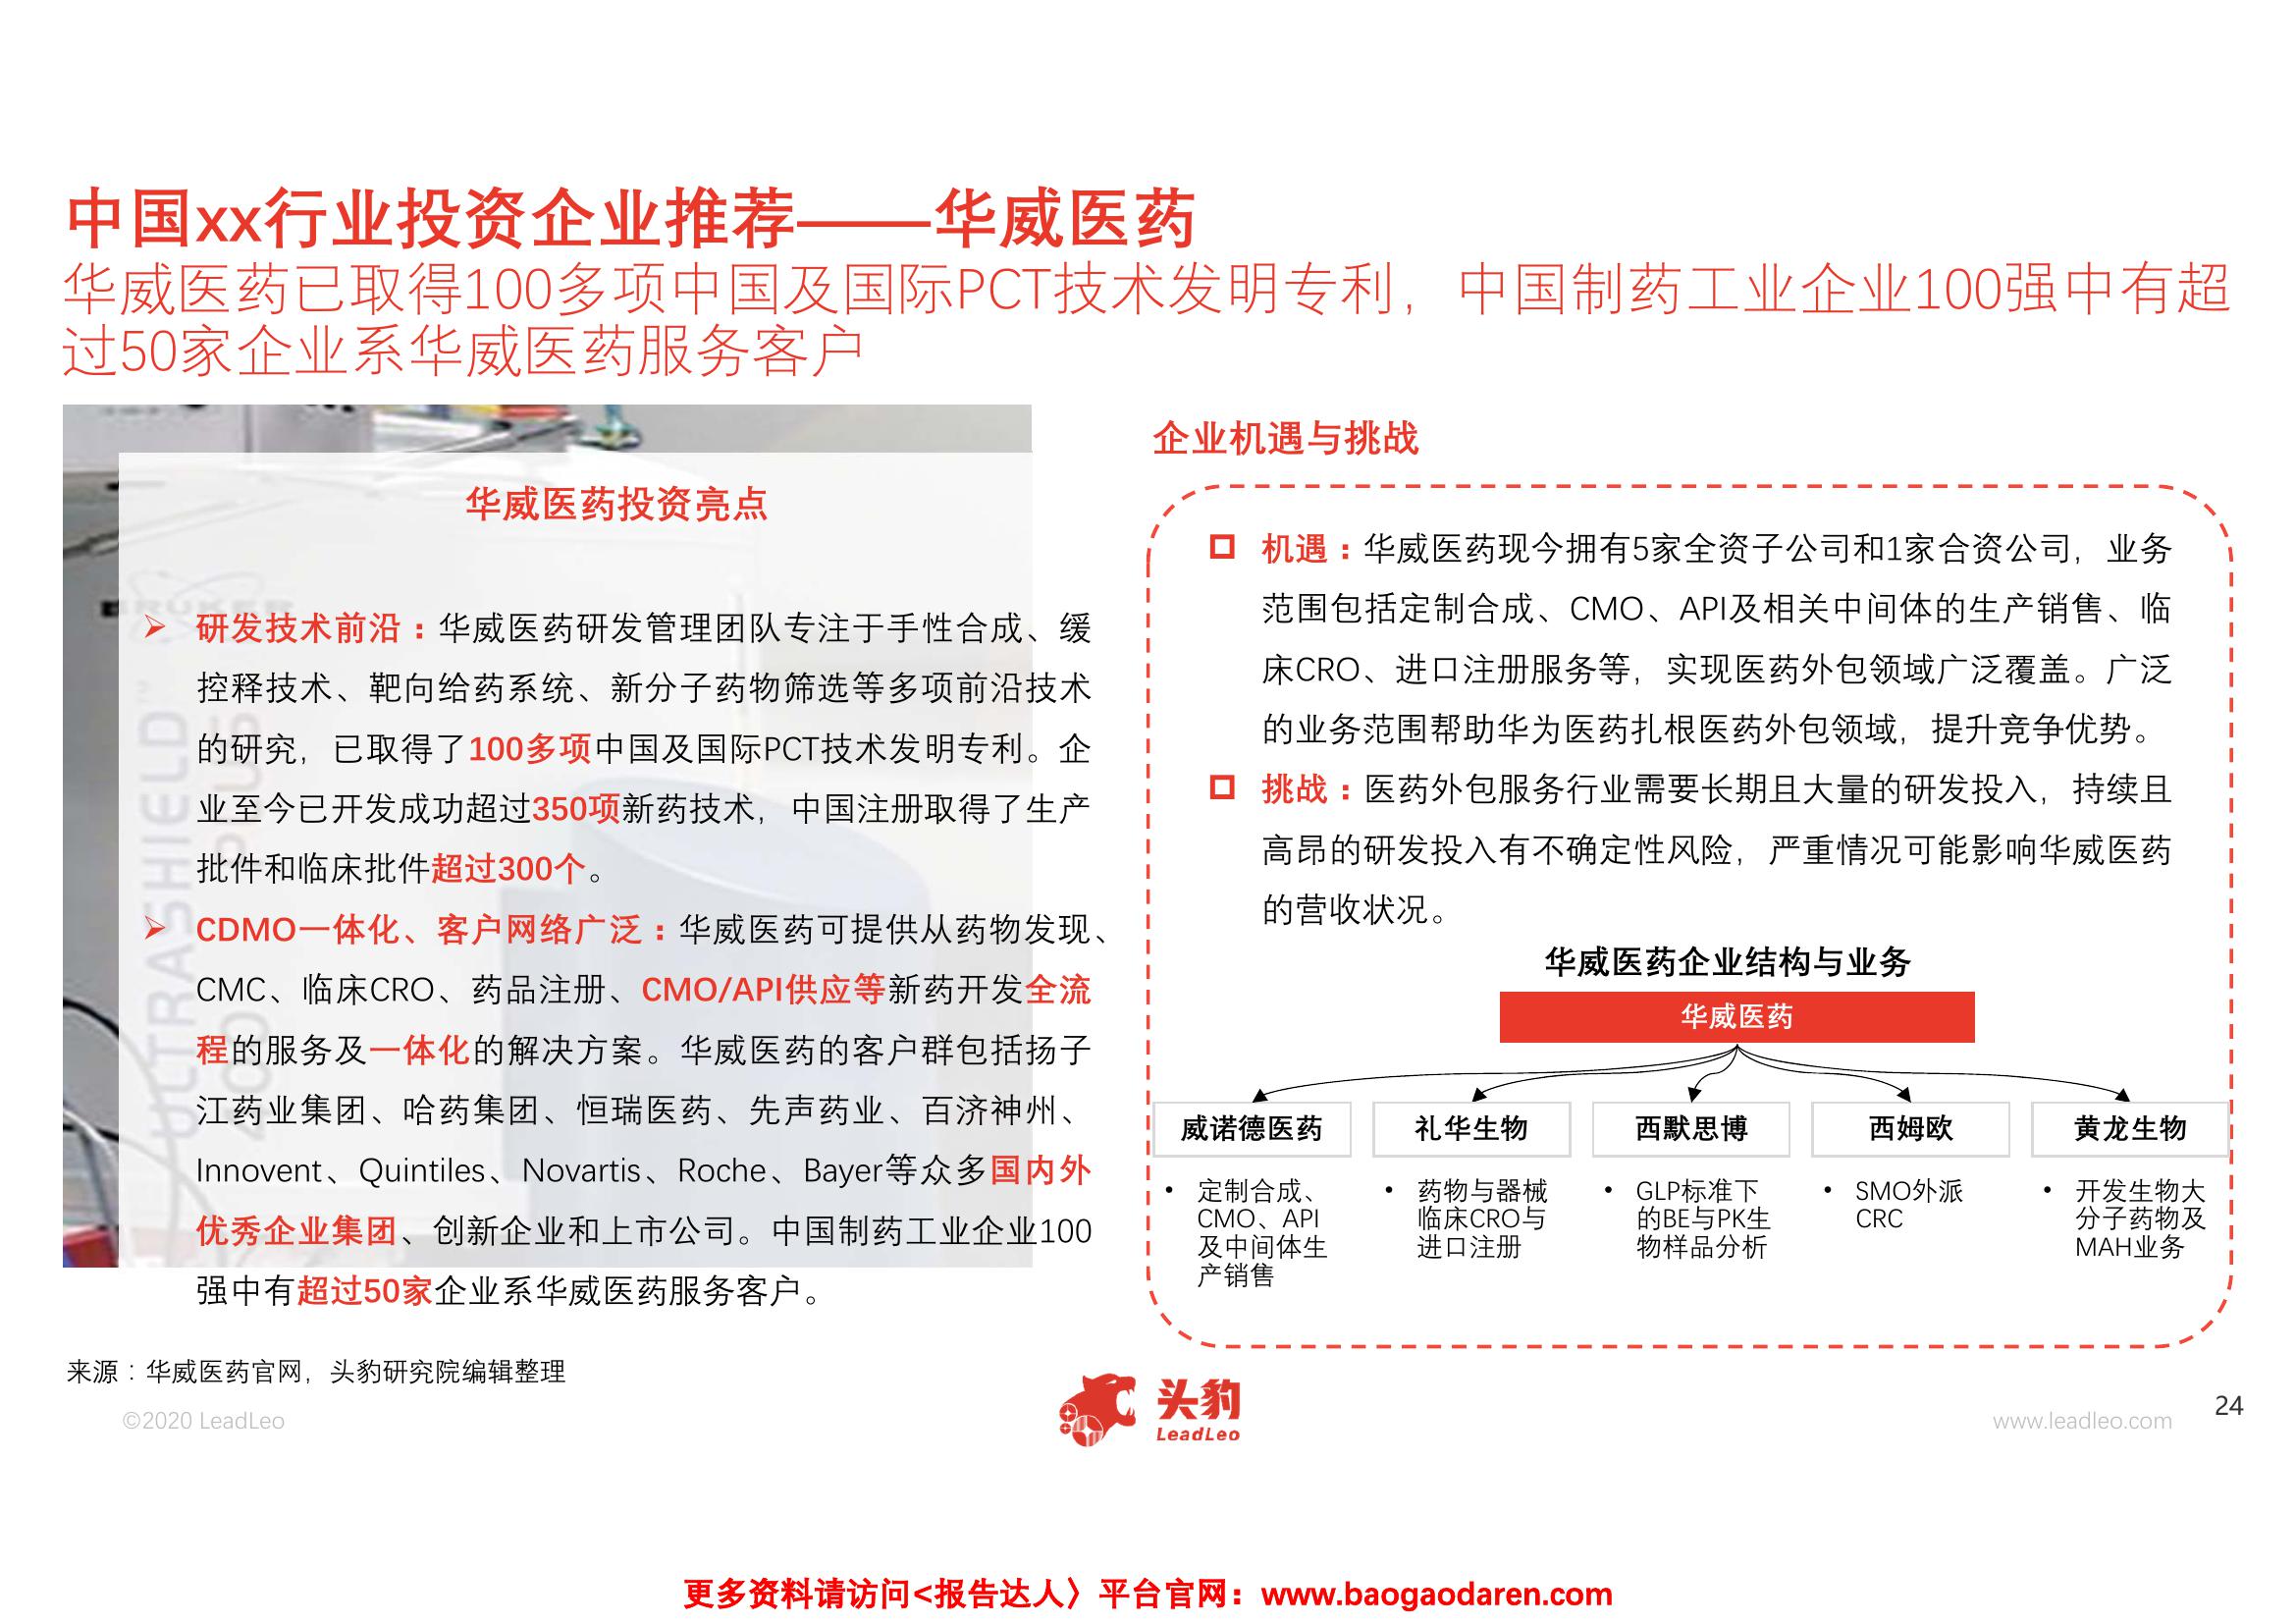 中国xx行业投资企业推荐——华威医药
华威医药已取得100多项中国及国际PCT技术发明专利，中国制药工业企业100强中有超
过50家企业系华威医药服务客户
华威医药投资亮点
BRUKER
ULTRASHIELD™
400 PLUS
➢ 研发技术前沿：华威医药研发管理团队专注于手性合成、缓
控释技术、靶向给药系统、新分子药物筛选等多项前沿技术
的研究，已取得了100多项中国及国际PCT技术发明专利。企
业至今已开发成功超过350项新药技术，中国注册取得了生产
批件和临床批件超过300个。
➢ CDMO一体化、客户网络广泛：华威医药可提供从药物发现、
CMC、临床CRO、药品注册、CMO/API供应等新药开发全流
程的服务及一体化的解决方案。华威医药的客户群包括扬子
江药业集团、哈药集团、恒瑞医药、先声药业、百济神州、
Innovent、Quintiles、Novartis、Roche、Bayer等众多国内外
优秀企业集团、创新企业和上市公司。中国制药工业企业100
强中有超过50家企业系华威医药服务客户。
企业机遇与挑战
机遇：华威医药现今拥有5家全资子公司和1家合资公司，业务
范围包括定制合成、CMO、API及相关中间体的生产销售、临
床CRO、进口注册服务等，实现医药外包领域广泛覆盖。广泛
的业务范围帮助华为医药扎根医药外包领域，提升竞争优势。
挑战：医药外包服务行业需要长期且大量的研发投入，持续且
高昂的研发投入有不确定性风险，严重情况可能影响华威医药
的营收状况。
华威医药企业结构与业务
华威医药
威诺德医药
礼华生物
西默思博
西姆欧
黄龙生物
• 定制合成、
CMO、API
及中间体生
产销售
• 药物与器械
临床CRO与
进口注册
• GLP标准下
的BE与PK生
物样品分析
• SMO外派
CRC
• 开发生物大
分子药物及
MAH业务
来源：华威医药官网，头豹研究院编辑整理
©2020 LeadLeo
头豹
LeadLeo
www.leadleo.com
24
更多资料请访问<报告达人〉平台官网：www.baogaodaren.com